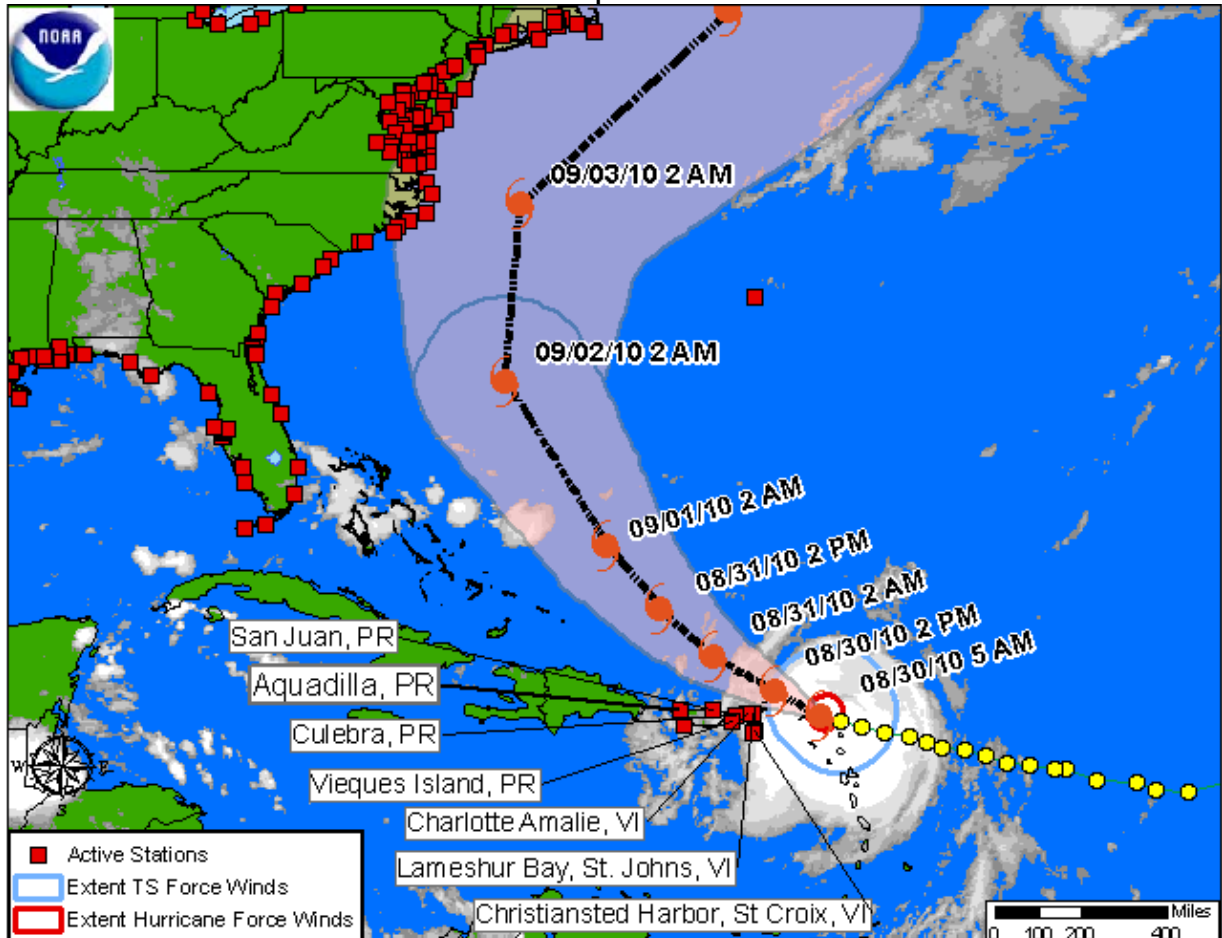 NOAA
09/03/10 2 AM
09/02/10 2 AM
09/01/10 2 AM
08/31/10 2 PM
08/31/10 2 AM
08/30/10 2 PM
08/30/10 5 AM
San Juan, PR
Aquadilla, PR
Culebra, PR
Vieques Island, PR
Charlotte Amalie, VI
Lameshur Bay, St. Johns, VI
Christiansted Harbor, St Croix, VI
W E
S
Active Stations
Extent TS Force Winds
Extent Hurricane Force Winds
Miles
0 100 200 400